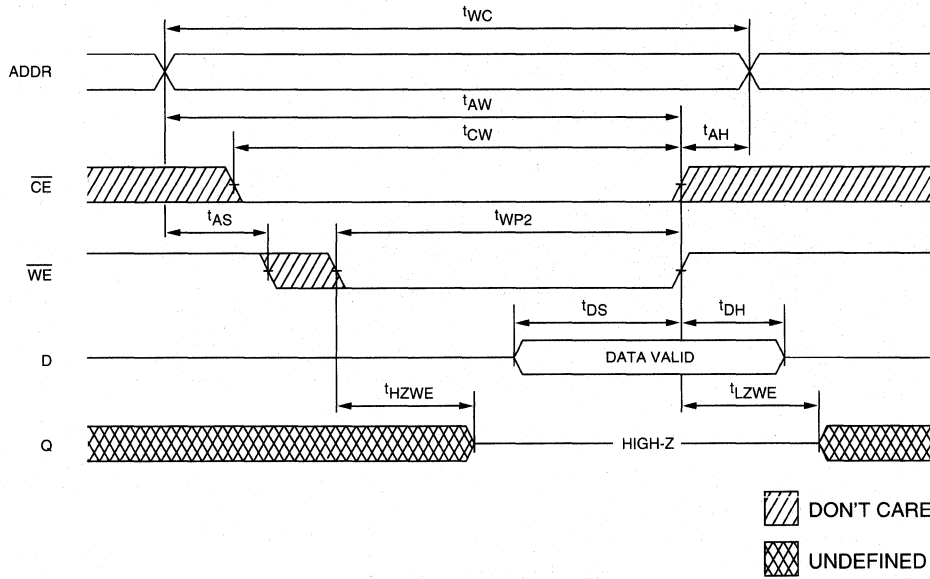 tWC
ADDR
tAW
tCW
tAH
CE
tAS
tWP2
WE
tDS
tDH
D
DATA VALID
tHZWE
tLZWE
Q
HIGH-Z
DON'T CARE
UNDEFINED